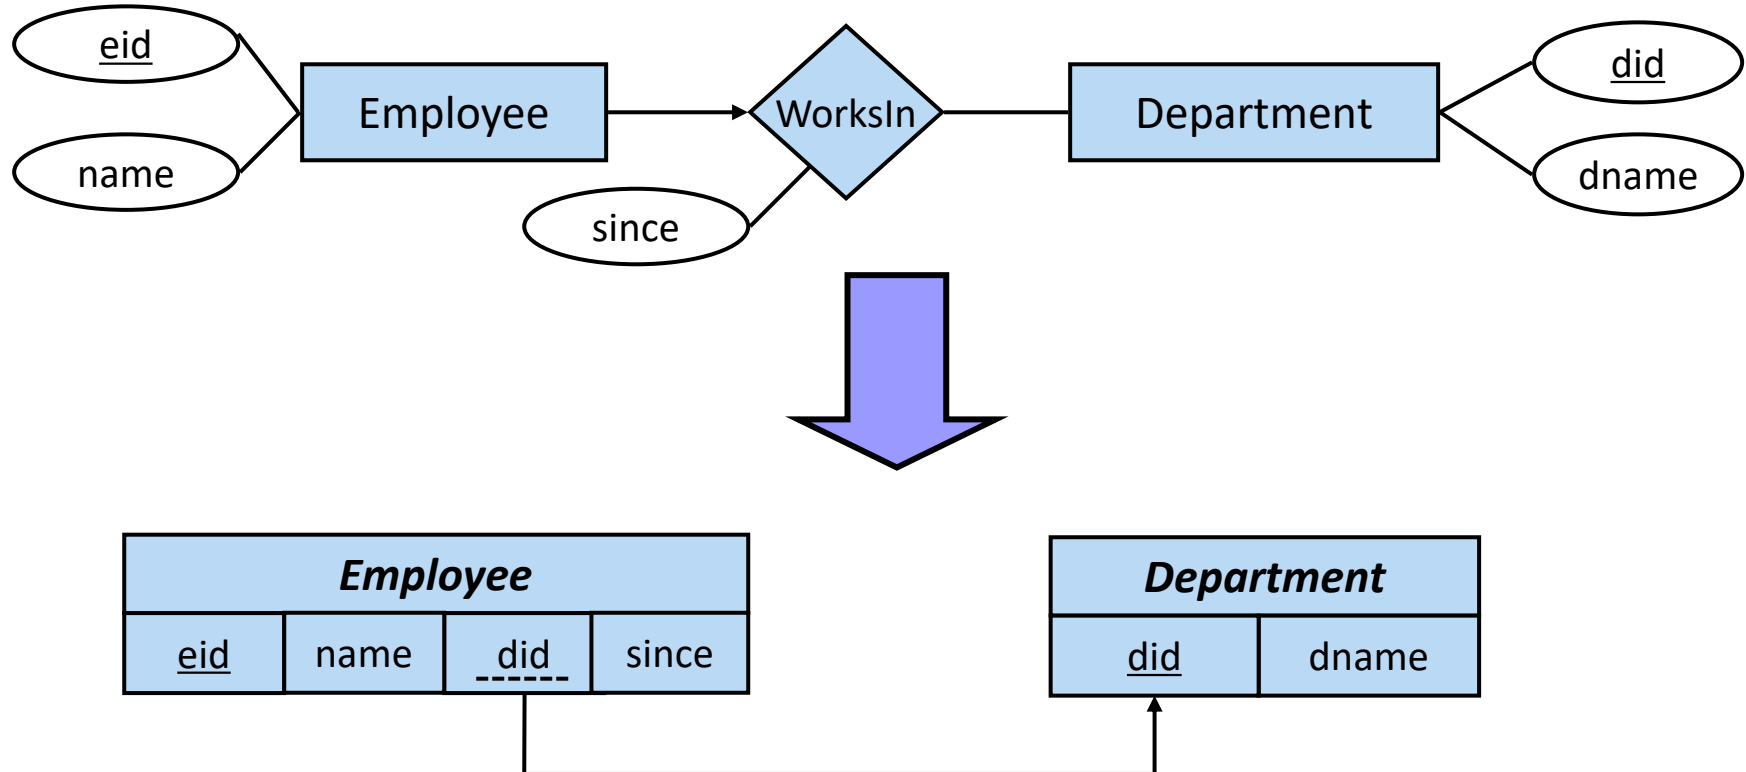 eid
name
Employee
WorksIn
since
Department
did
dname
Employee
eid name did since
Department
did dname